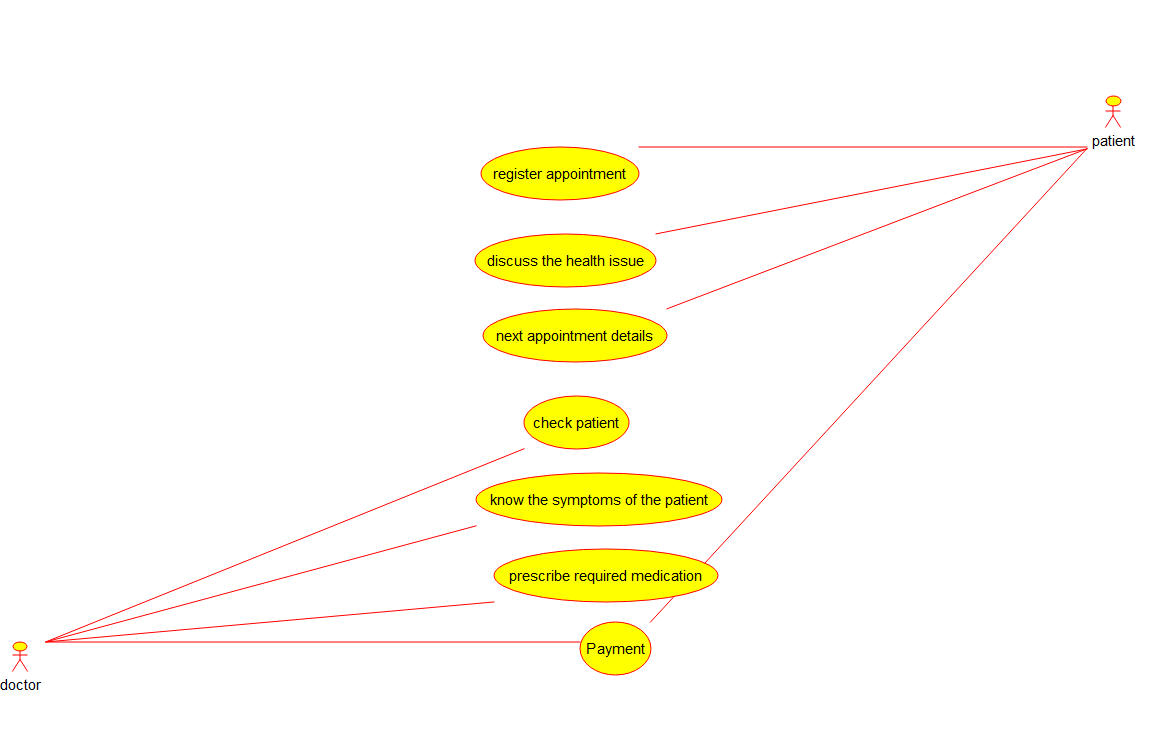 patient
register appointment
discuss the health issue
next appointment details
check patient
know the symptoms of the patient
prescribe required medication
Payment
doctor